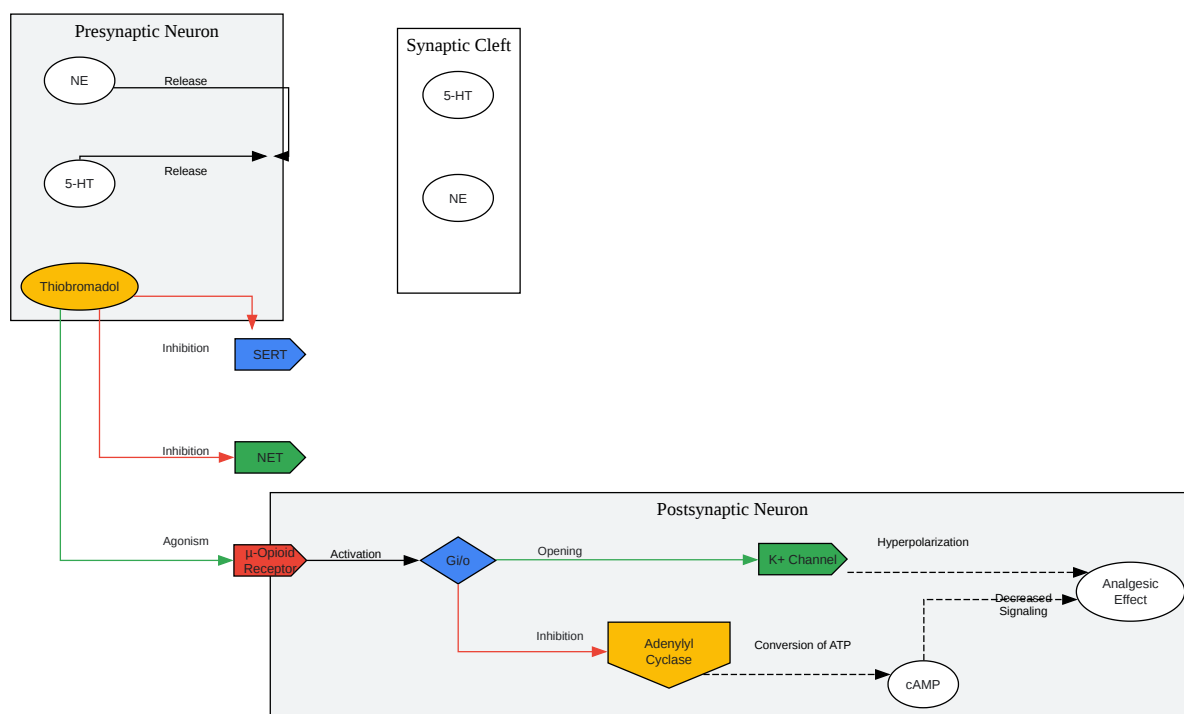 Presynaptic Neuron
NE
Release
5-HT
Release
Thiobromadol
Synaptic Cleft
5-HT
NE
Inhibition
SERT
Inhibition
NET
Postsynaptic Neuron
Agonism
μ-Opioid
Receptor
Activation
Gi/o
Opening
K+ Channel
Hyperpolarization
Analgesic
Effect
Decreased
Signaling
Inhibition
Adenylyl
Cyclase
Conversion of ATP
cAMP